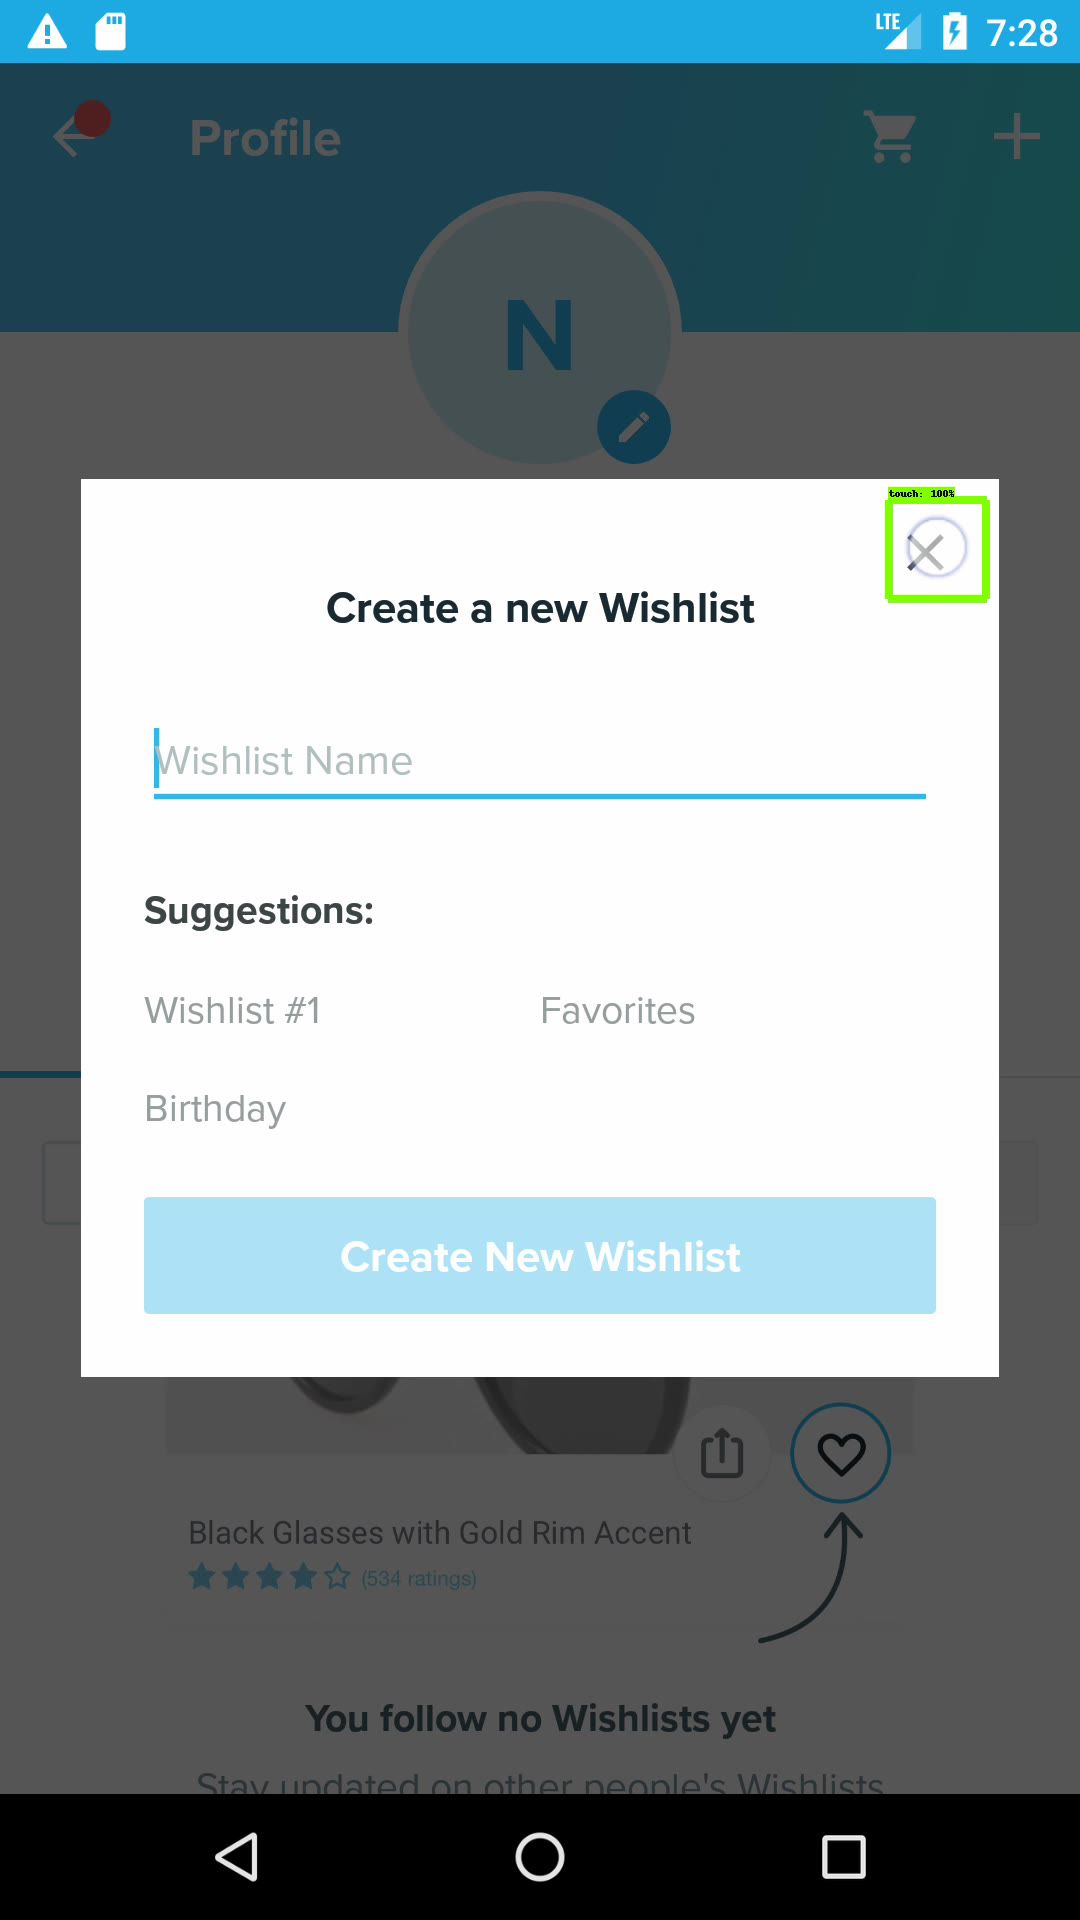 LTE 7:28
Profile
N
touch: 100%
Create a new Wishlist
Wishlist Name
Suggestions:
Wishlist #1 Favorites
Birthday
Create New Wishlist
Black Glasses with Gold Rim Accent
(534 ratings)
You follow no Wishlists yet
Stay updated on other people's Wishlists